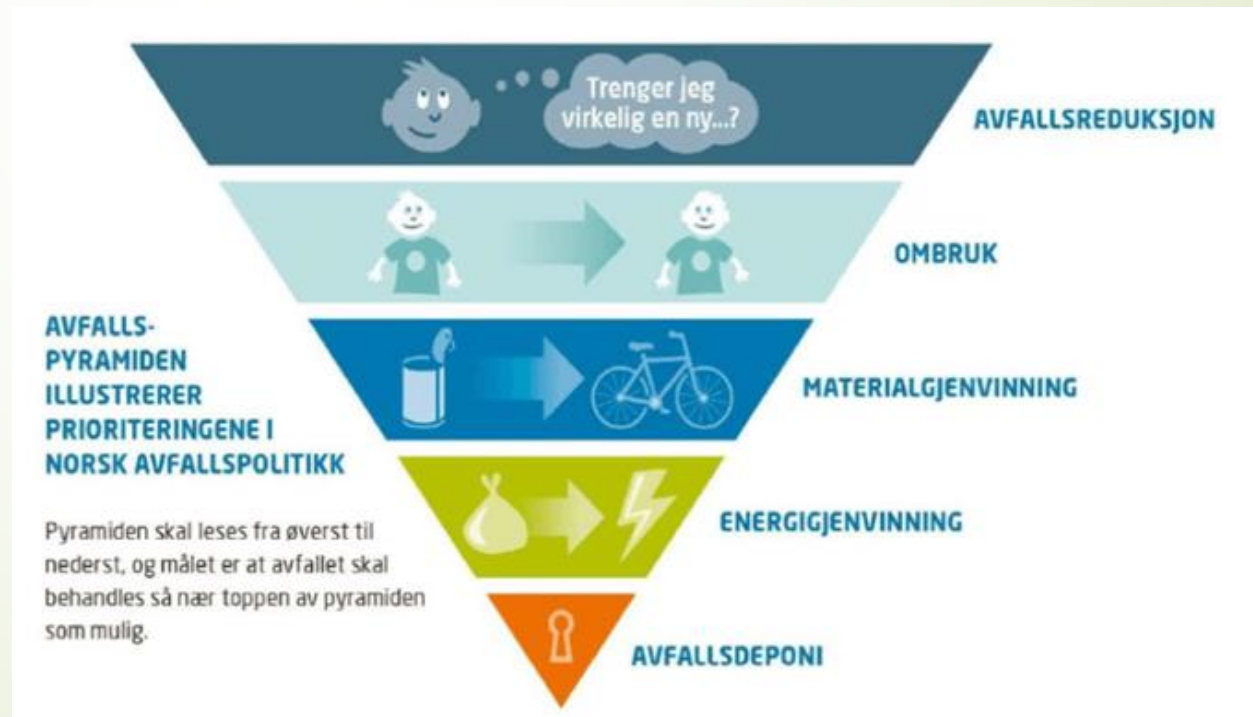 Trenger jeg
virkelig en ny...?
AVFALLSREDUKSJON
OMBRUK
AVFALLS-
PYRAMIDEN
ILLUSTRERER
PRIORITERINGENE I
NORSK AVFALLSPOLITIKK
Pyramiden skal leses fra øverst til
nederst, og målet er at avfallet skal
behandles så nær toppen av pyramiden
som mulig.
MATERIALGJENVINNING
ENERGIGJENVINNING
AVFALLSDEPONI